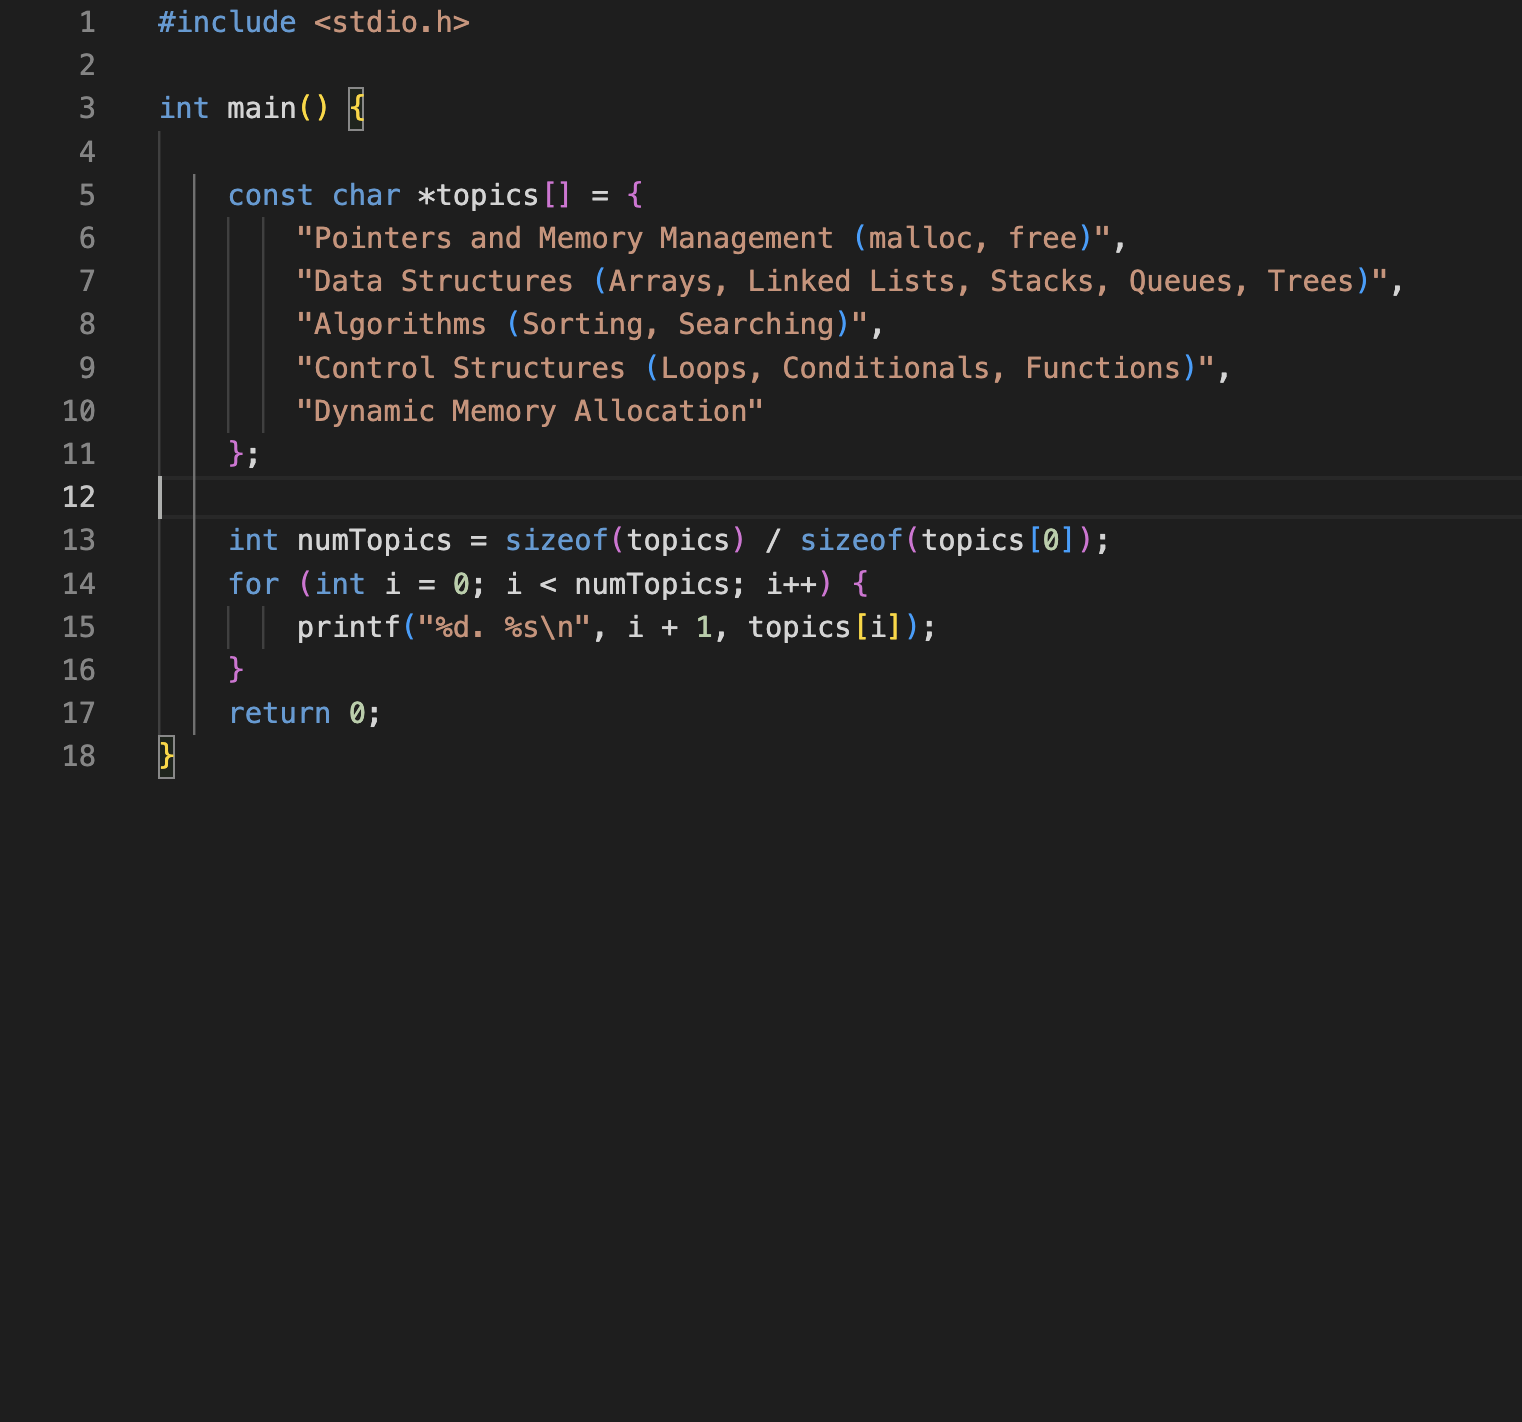 1 #include <stdio.h>
2
3 int main() {
4
5 const char *topics[] = {
6 "Pointers and Memory Management (malloc, free)",
7 "Data Structures (Arrays, Linked Lists, Stacks, Queues, Trees)",
8 "Algorithms (Sorting, Searching)",
9 "Control Structures (Loops, Conditionals, Functions)",
10 "Dynamic Memory Allocation"
11 };
12
13 int numTopics = sizeof(topics) / sizeof(topics[0]);
14 for (int i = 0; i < numTopics; i++) {
15 printf("%d. %s\n", i + 1, topics[i]);
16 }
17 return 0;
18 }